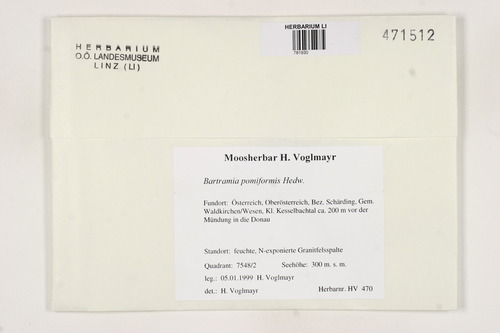 HERBARIUM LI
471512
HERBARIUM
O.Ö. LANDESMUSEUM
LINZ (LI)
Moosherbar H. Voglmayr
Bartramia pomiformis Hedw.
Fundort: Österreich, Oberösterreich, Bez. Schärding, Gem.
Waldkirchen/Wesen, Kl. Kesselbachtal ca. 200 m vor der
Mündung in die Donau
Standort: feuchte, N-exponierte Granitfelsspalte
Quadrant: 7548/2 Seehöhe: 300 m. s. m.
leg.: 05.01.1999 H. Voglmayr
det.: H. Voglmayr Herbarnr. HV 470